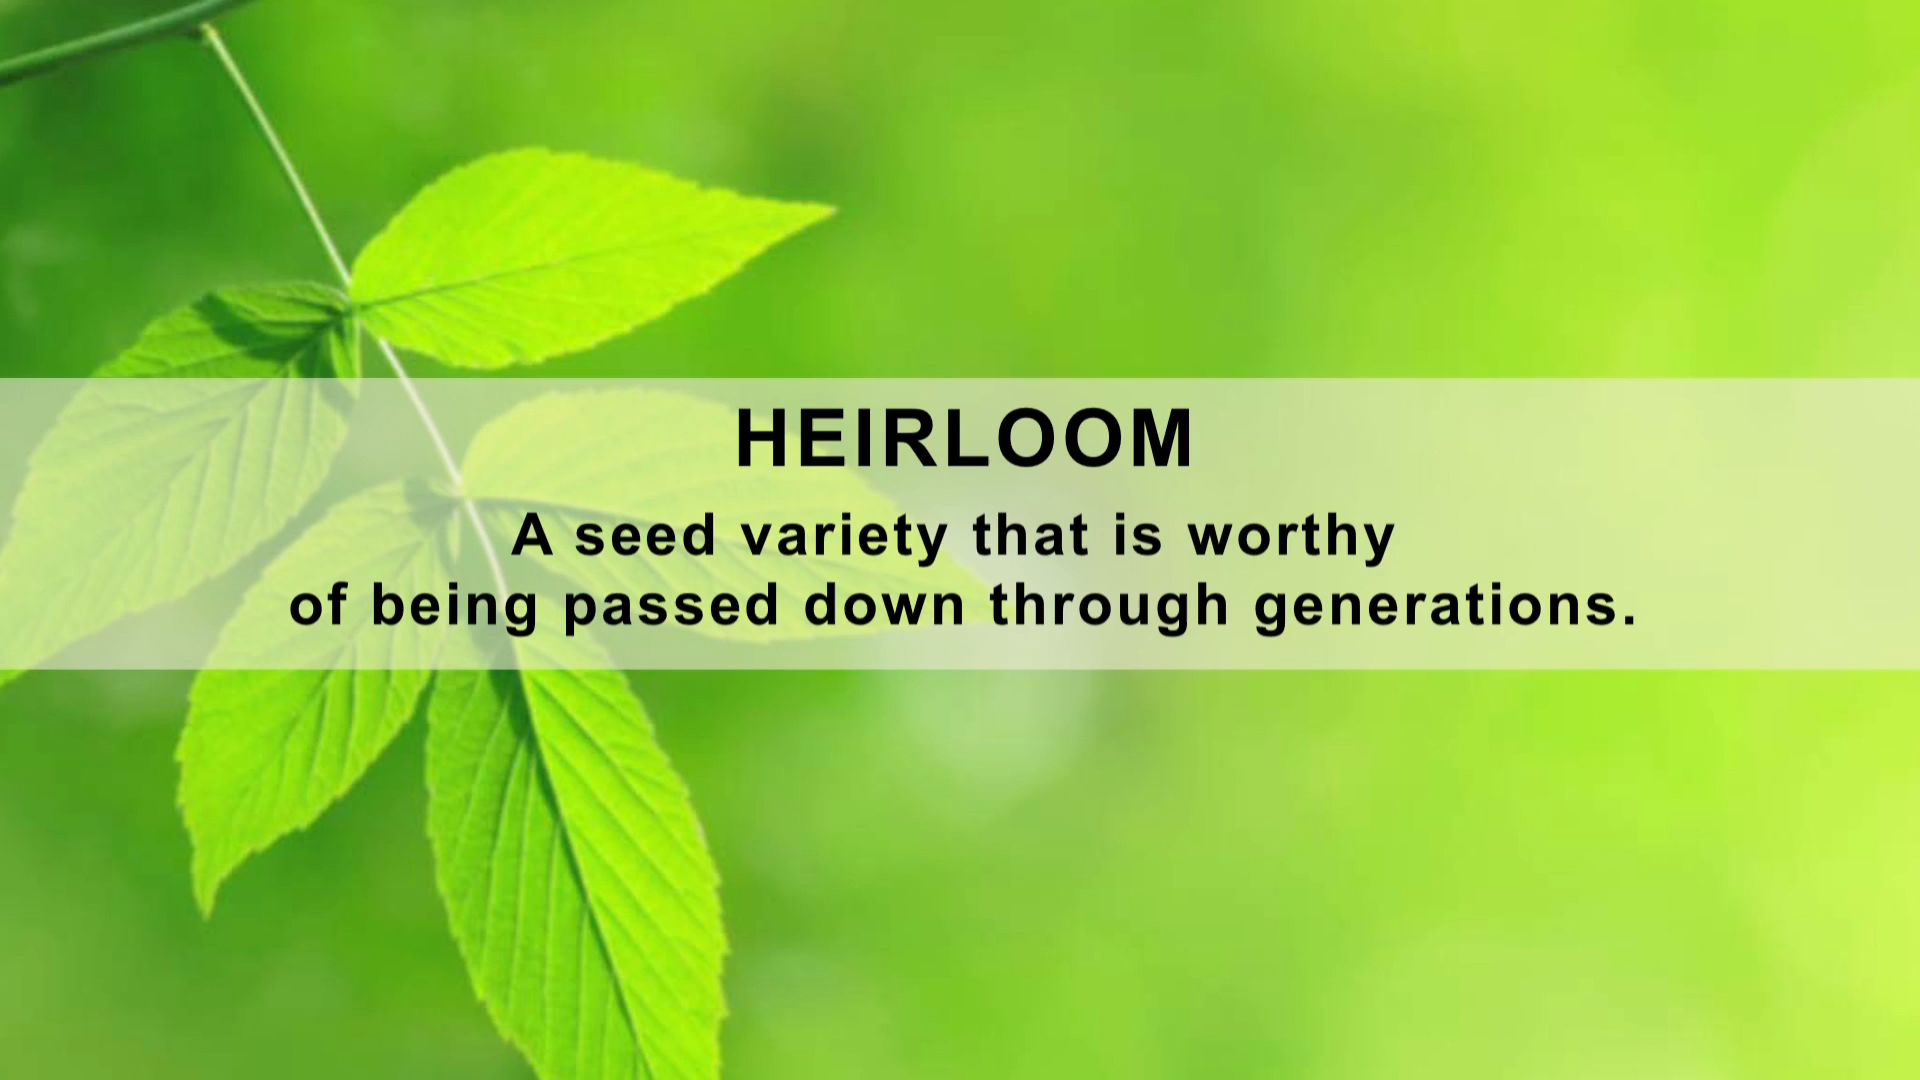 HEIRLOOM
A seed variety that is worthy
of being passed down through generations.